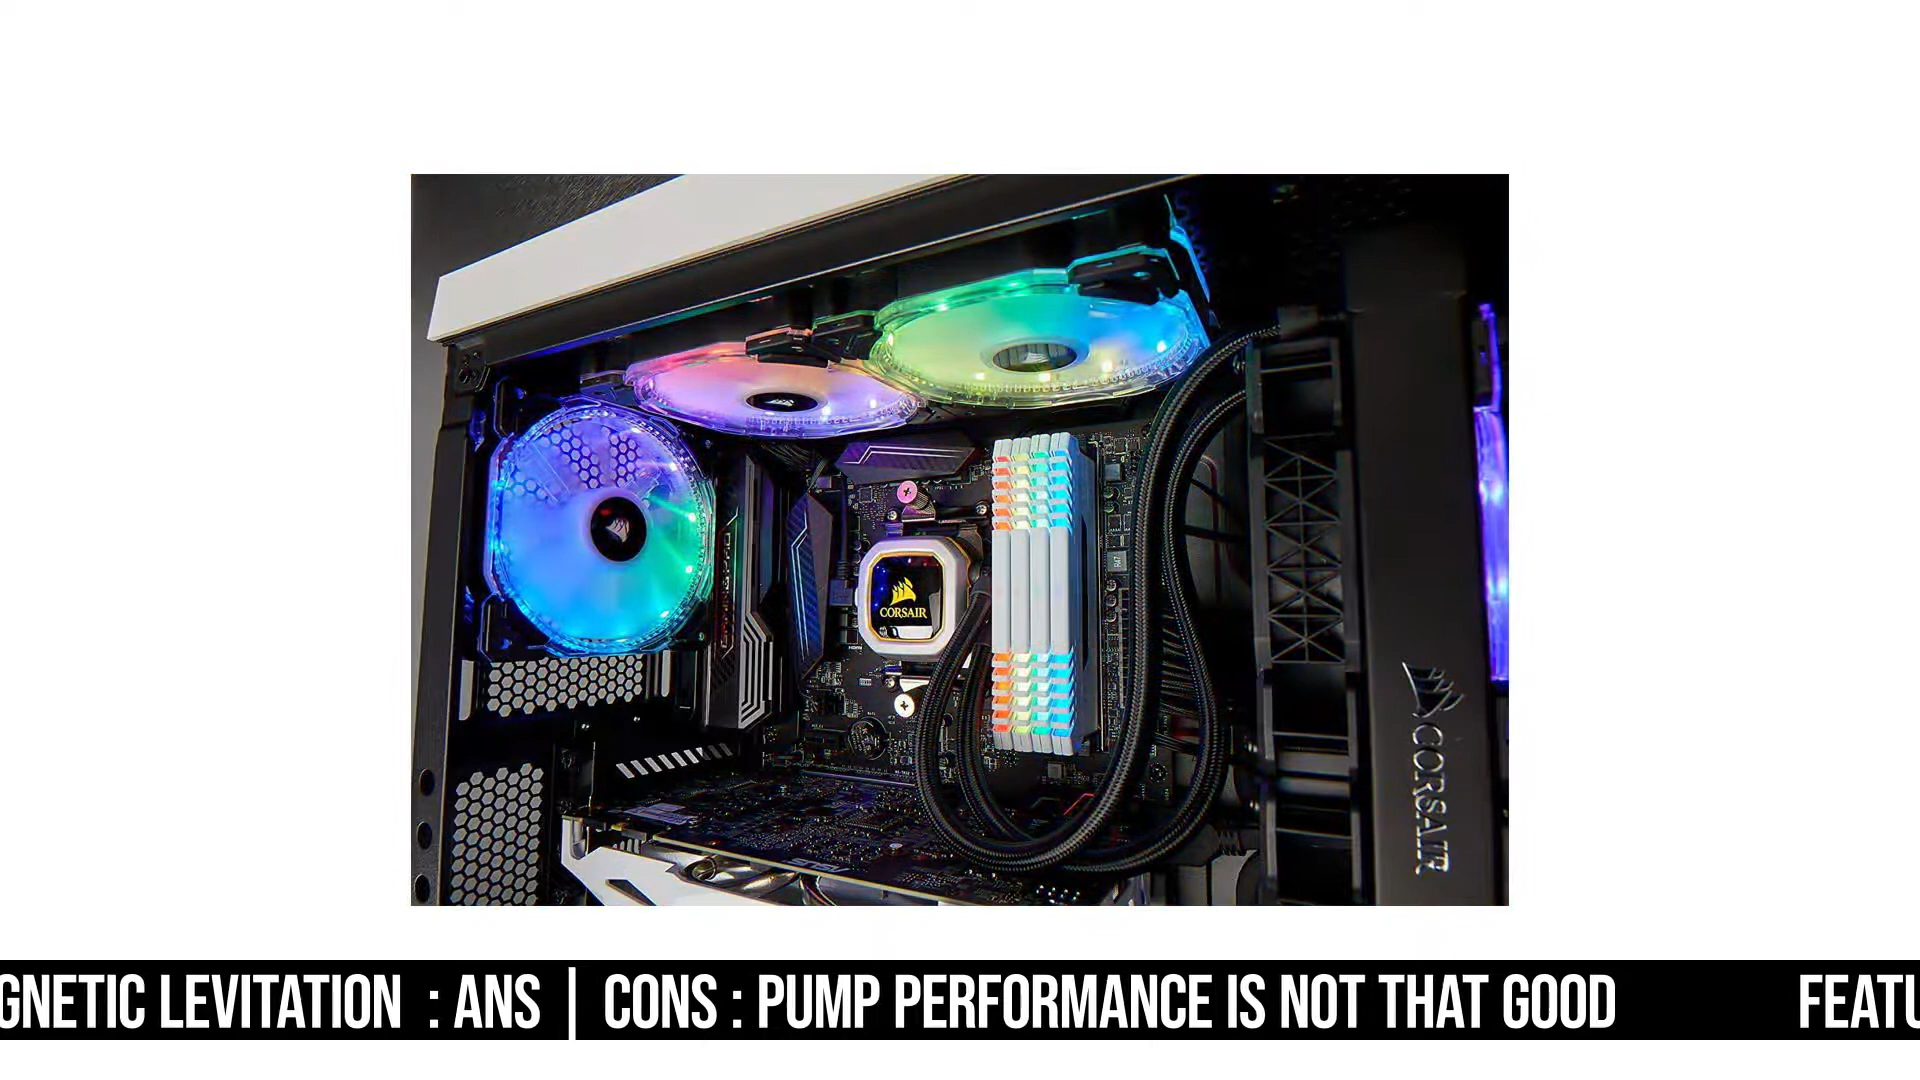 CORSAIR
CORSAIR
GNETIC LEVITATION : ANS | CONS : PUMP PERFORMANCE IS NOT THAT GOOD FEATU